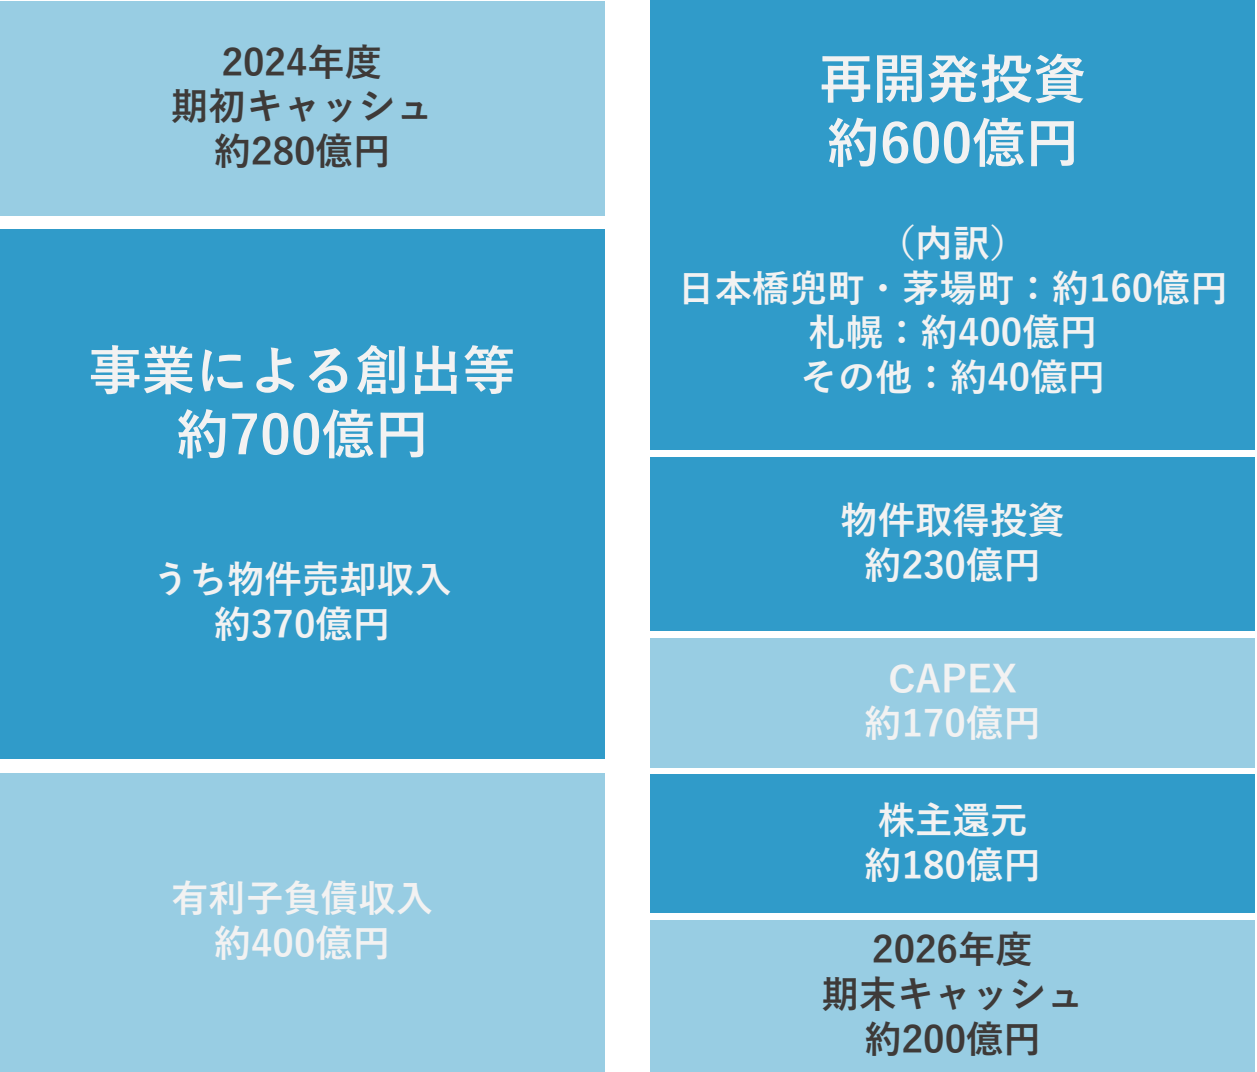 2024年度
期初キャッシュ
約280億円
事業による創出等
約700億円
うち物件売却収入
約370億円
有利子負債収入
約400億円
再開発投資
約600億円
（内訳）
日本橋兜町・茅場町：約160億円
札幌：約400億円
その他：約40億円
物件取得投資
約230億円
CAPEX
約170億円
株主還元
約180億円
2026年度
期末キャッシュ
約200億円